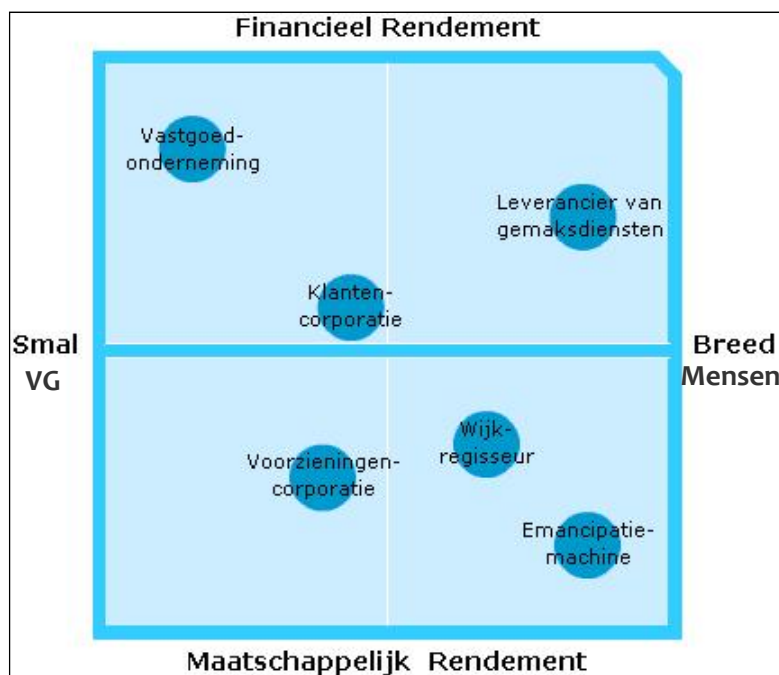 Financieel Rendement
Vastgoed-
onderneming
Leverancier van
gemaksdiensten
Klanten-
corporatie
Smal
VG
Breed
Mensen
Wijk-
regisseur
Voorzieningen-
corporatie
Emancipatie-
machine
Maatschappelijk Rendement